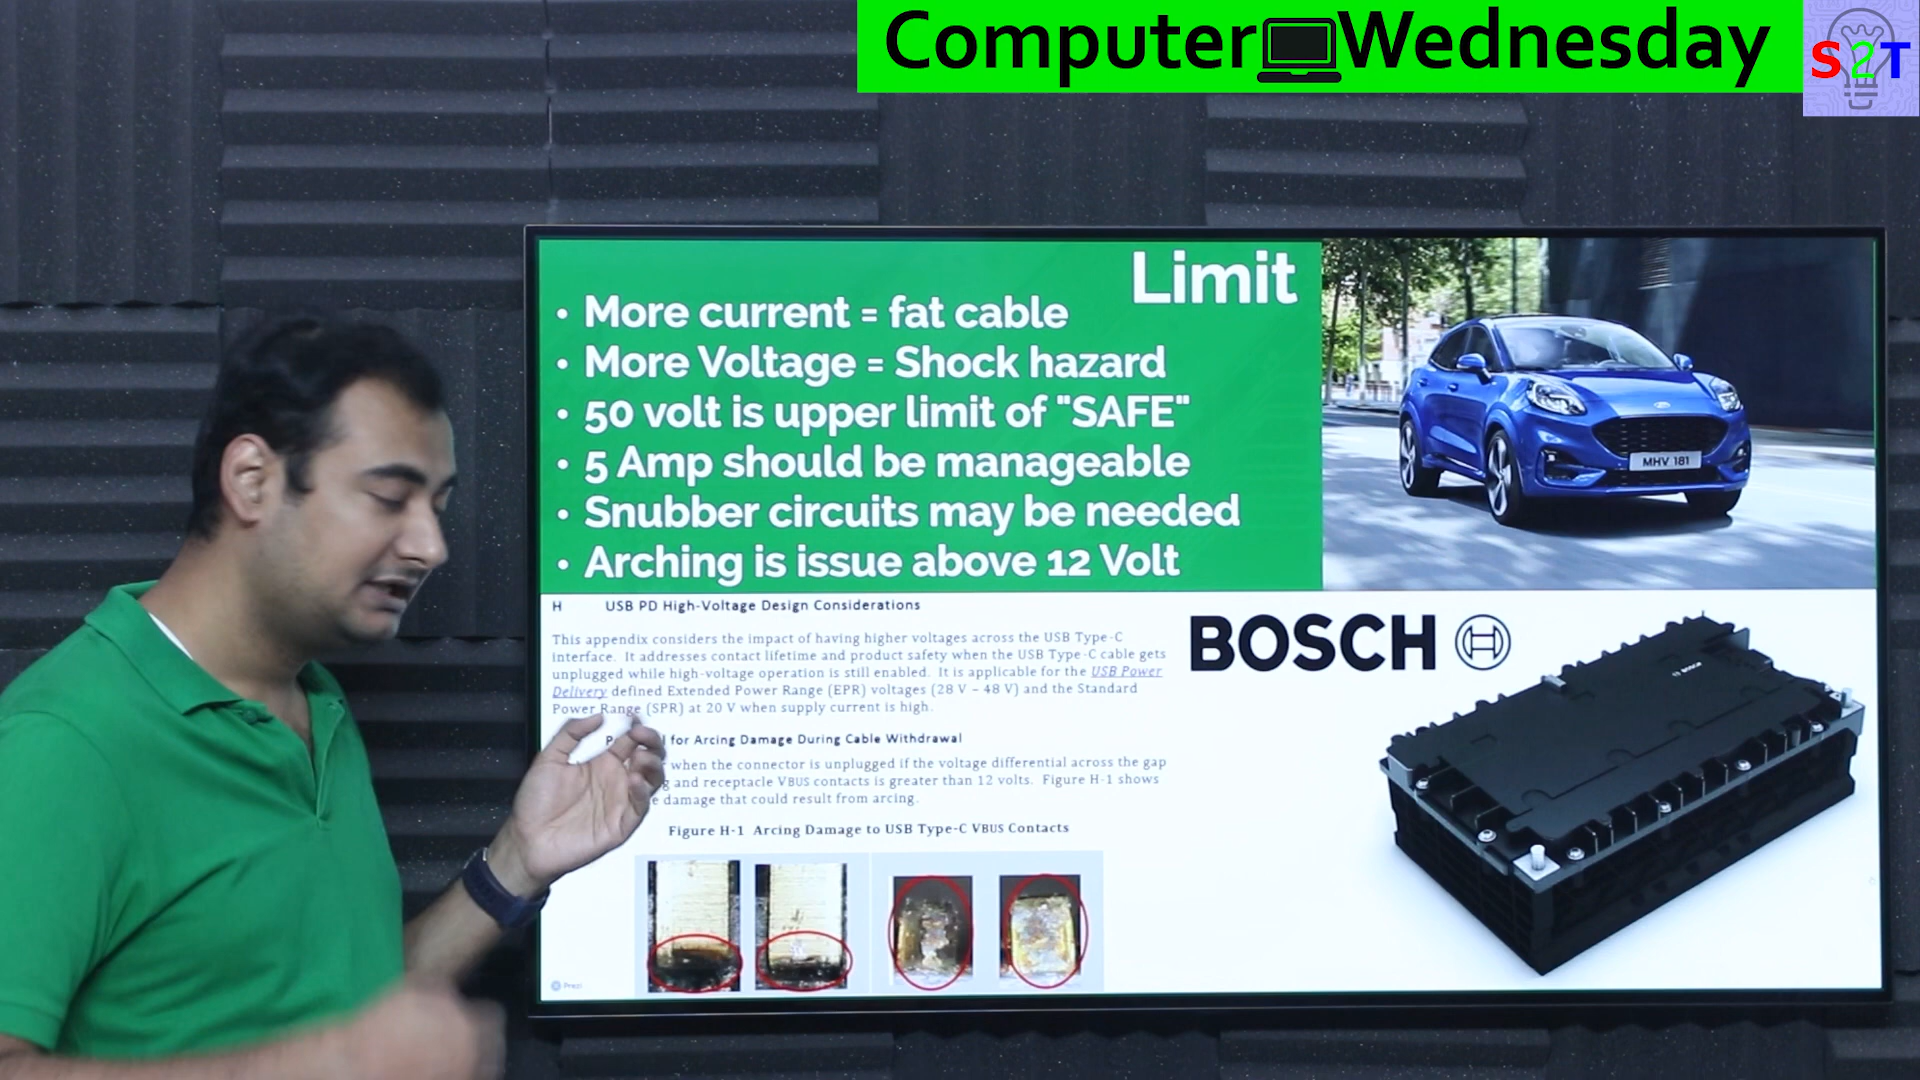 Computer Wednesday
S2T
Limit
• More current = fat cable
• More Voltage = Shock hazard
• 50 volt is upper limit of "SAFE"
• 5 Amp should be manageable
• Snubber circuits may be needed
• Arching is issue above 12 Volt
MHV 181
H USB PD High-Voltage Design Considerations
This appendix considers the impact of having higher voltages across the USB Type-C
interface. It addresses contact lifetime and product safety when the USB Type-C cable gets
unplugged while high-voltage operation is still enabled. It is applicable for the USB Power
Delivery defined Extended Power Range (EPR) voltages (28 V – 48 V) and the Standard
Power Range (SPR) at 20 V when supply current is high.
for Arcing Damage During Cable Withdrawal
when the connector is unplugged if the voltage differential across the gap
and receptacle VBUS contacts is greater than 12 volts. Figure H-1 shows
damage that could result from arcing.
Figure H-1 Arcing Damage to USB Type-C VBUS Contacts
BOSCH
BOSCH
Prezi